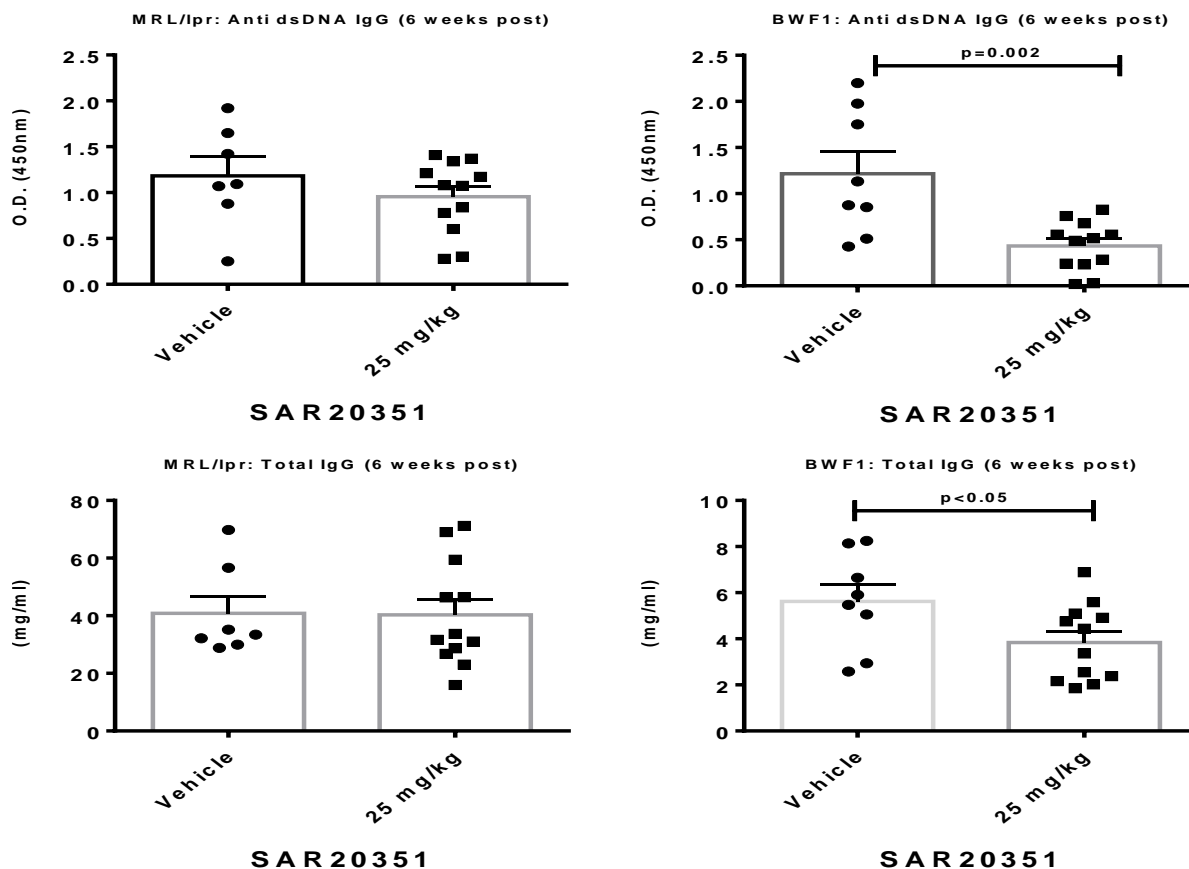 MRL/lpr: Anti dsDNA IgG (6 weeks post)
2.5
2.0
1.5
1.0
0.5
0.0
O.D. (450nm)
Vehicle
25 mg/kg
SAR20351
BWF1: Anti dsDNA IgG (6 weeks post)
p=0.002
2.5
2.0
1.5
1.0
0.5
0.0
O.D. (450nm)
Vehicle
25 mg/kg
SAR20351
MRL/lpr: Total IgG (6 weeks post)
80
60
40
20
0
(mg/ml)
Vehicle
25 mg/kg
SAR20351
BWF1: Total IgG (6 weeks post)
p<0.05
10
8
6
4
2
0
(mg/ml)
Vehicle
25 mg/kg
SAR20351